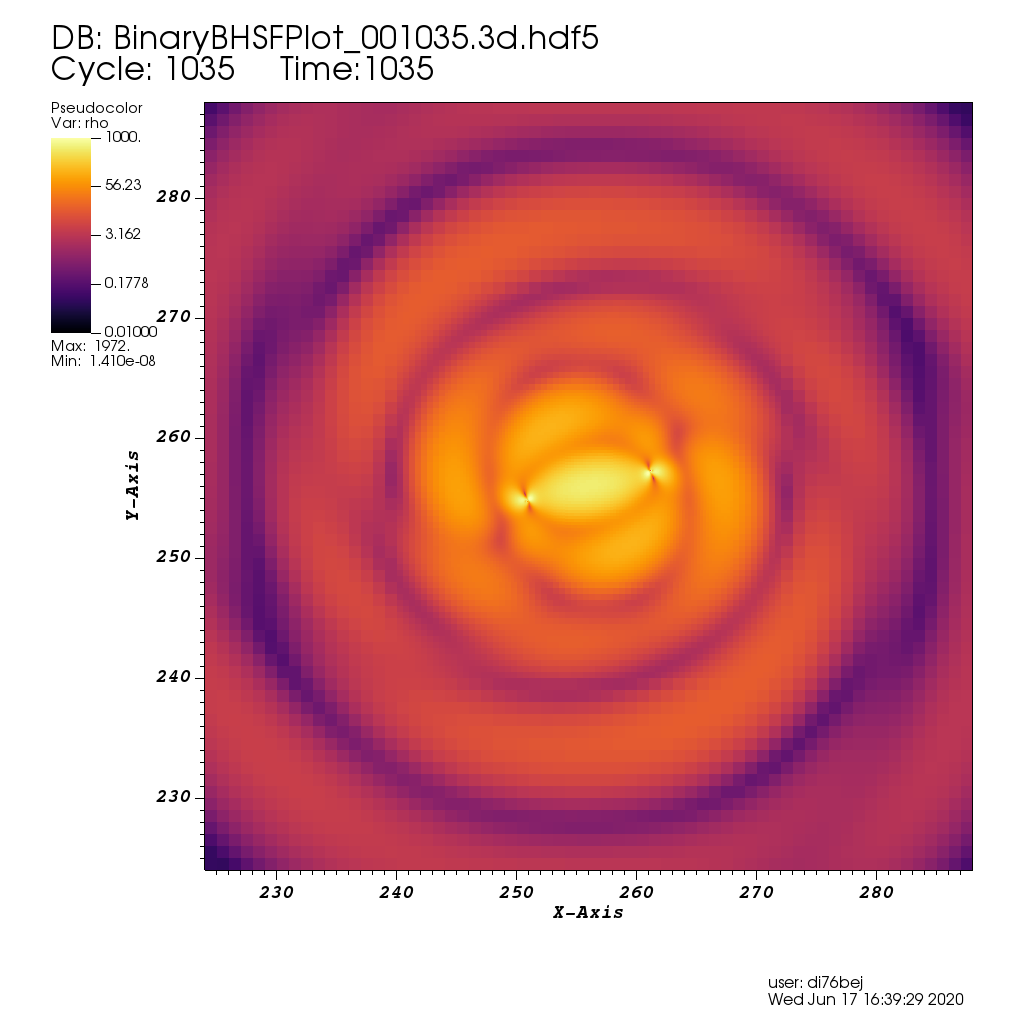 DB: BinaryBHSFPlot_001035.3d.hdf5
Cycle: 1035 Time:1035
Pseudocolor
Var: rho
1000.
56.23
3.162
0.1778
0.01000
Max: 1972.
Min: 1.410e-08
280
270
260
250
240
230
Y-Axis
230 240 250 260 270 280
X-Axis
user: di76bej
Wed Jun 17 16:39:29 2020